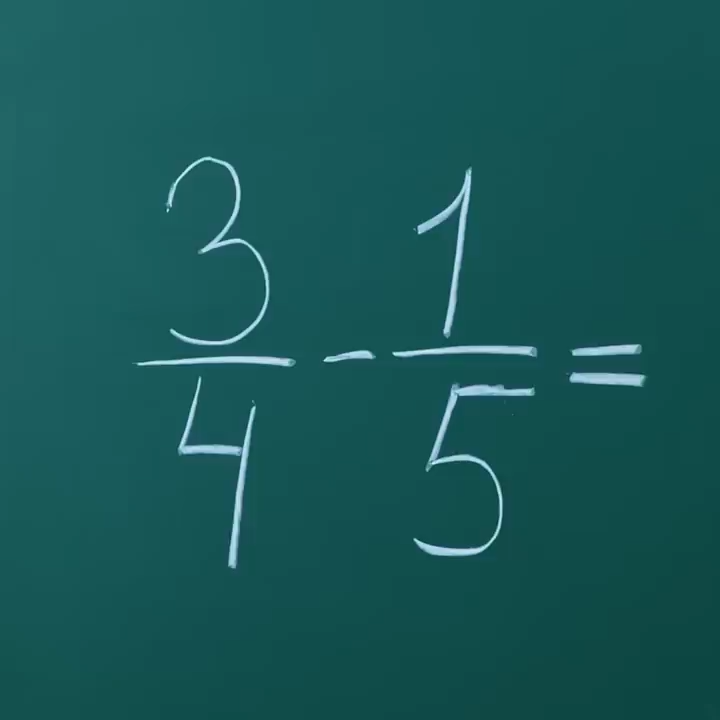 3/4 - 1/5 =